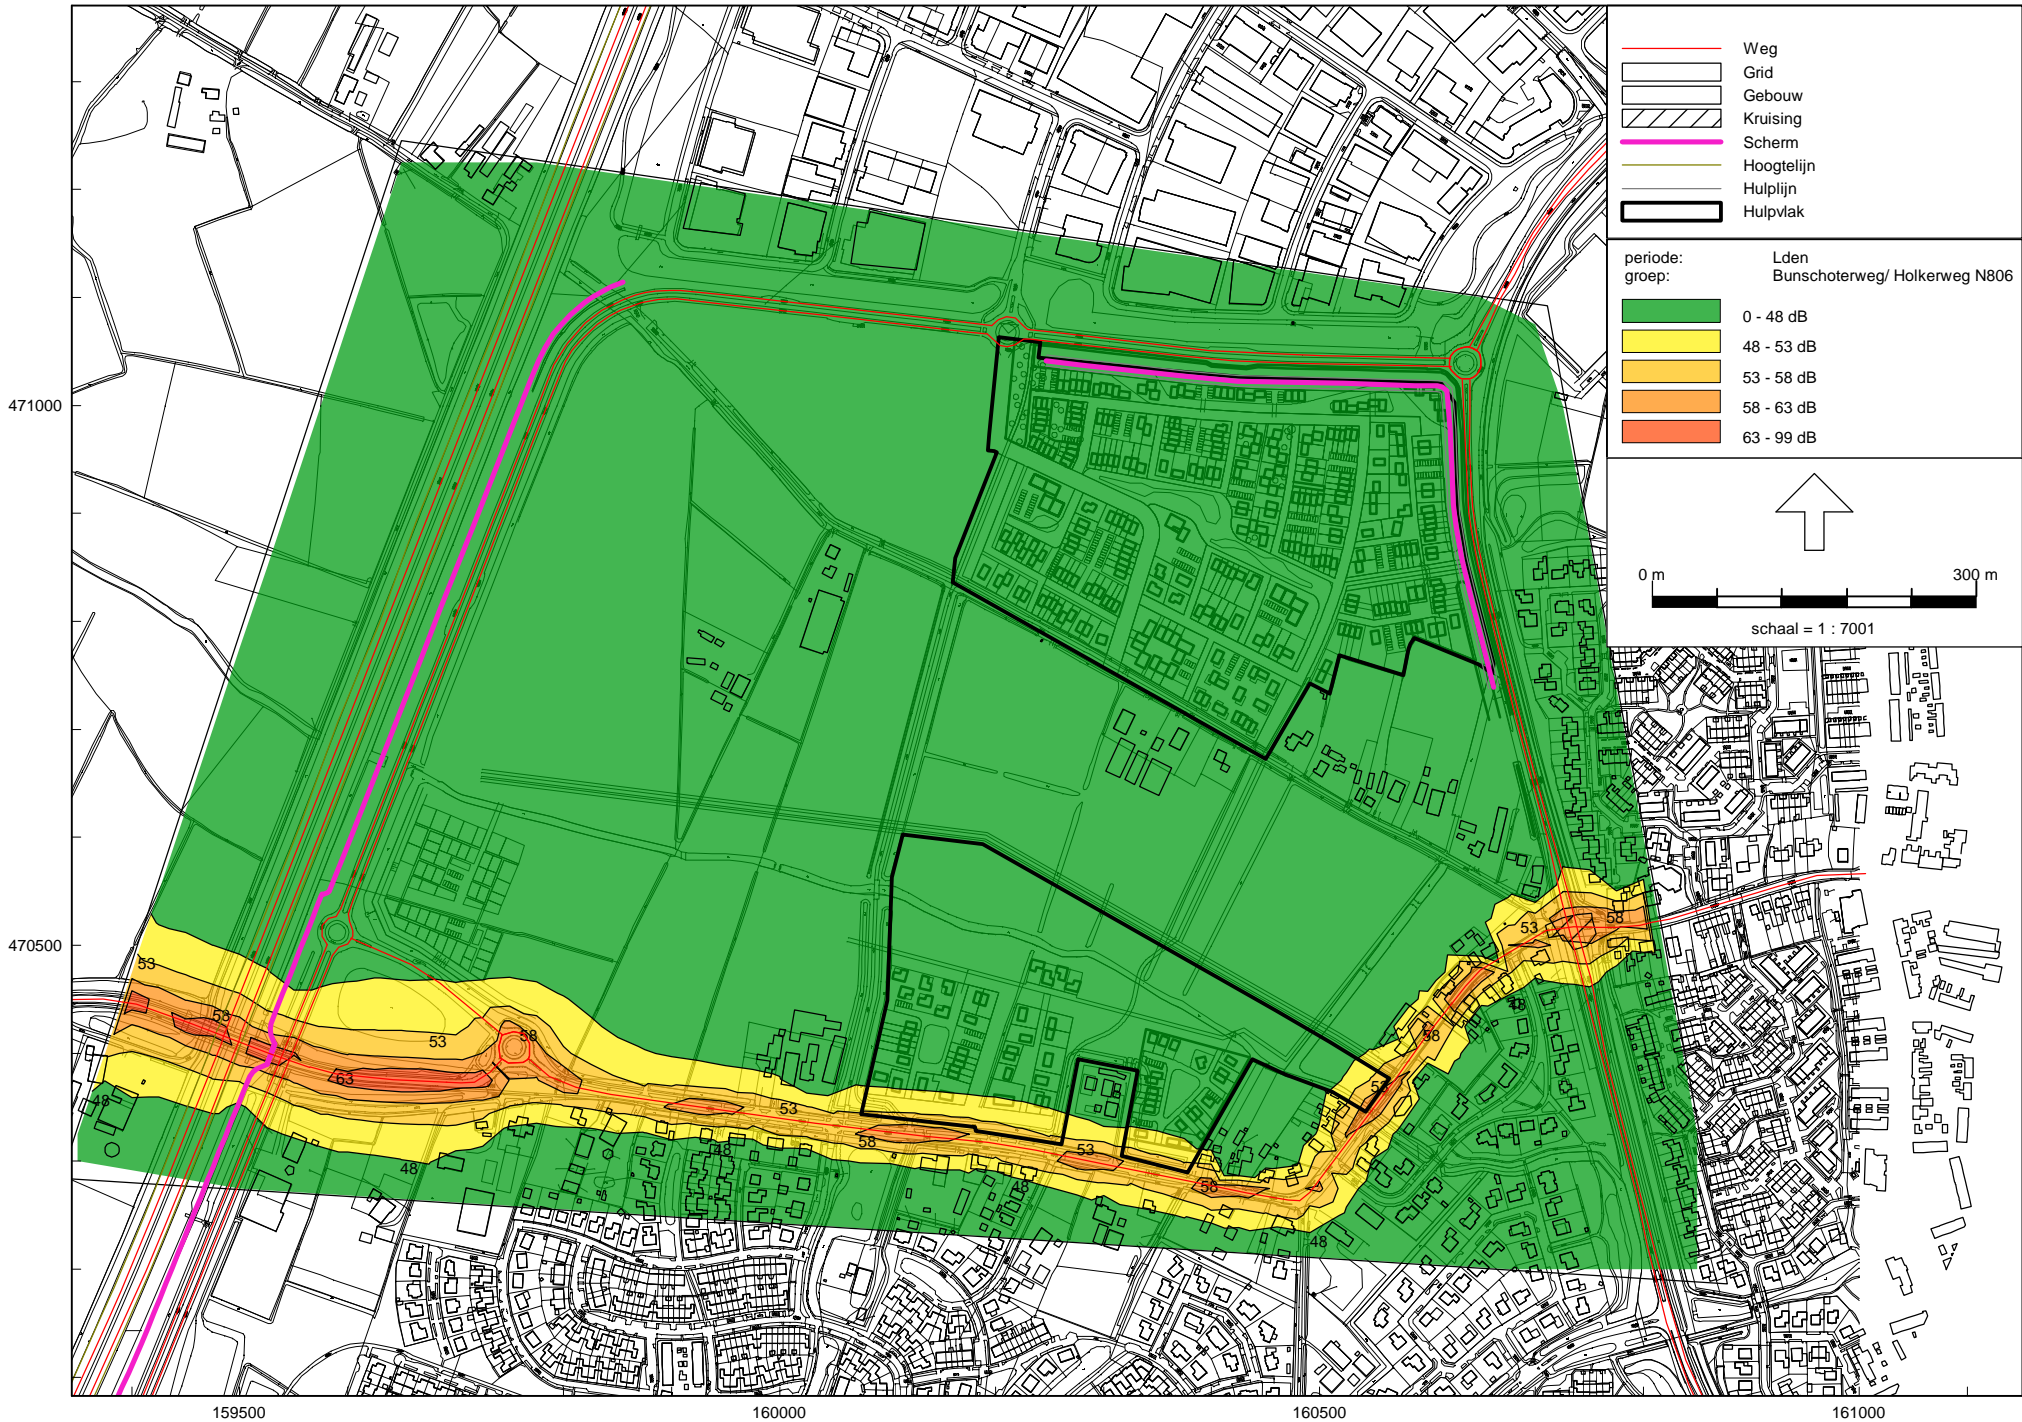 Weg
Grid
Gebouw
Kruising
Scherm
Hoogtelijn
Hulplijn
Hulpvlak
periode: Lden
groep: Bunschoterweg/ Holkerweg N806
0 - 48 dB
48 - 53 dB
53 - 58 dB
58 - 63 dB
63 - 99 dB
0 m 300 m
schaal = 1 : 7001
471000
470500
58
53
53
53
48
58
53
58
63
53
48
53
58
53
48
48
48
58
48
159500
160000
160500
161000